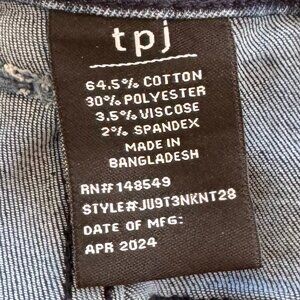 tpj
64.5% COTTON
30% POLYESTER
3.5% VISCOSE
2% SPANDEX
MADE IN
BANGLADESH
RN#148549
STYLE#JU9T3NKNT28
DATE OF MFG:
APR 2024